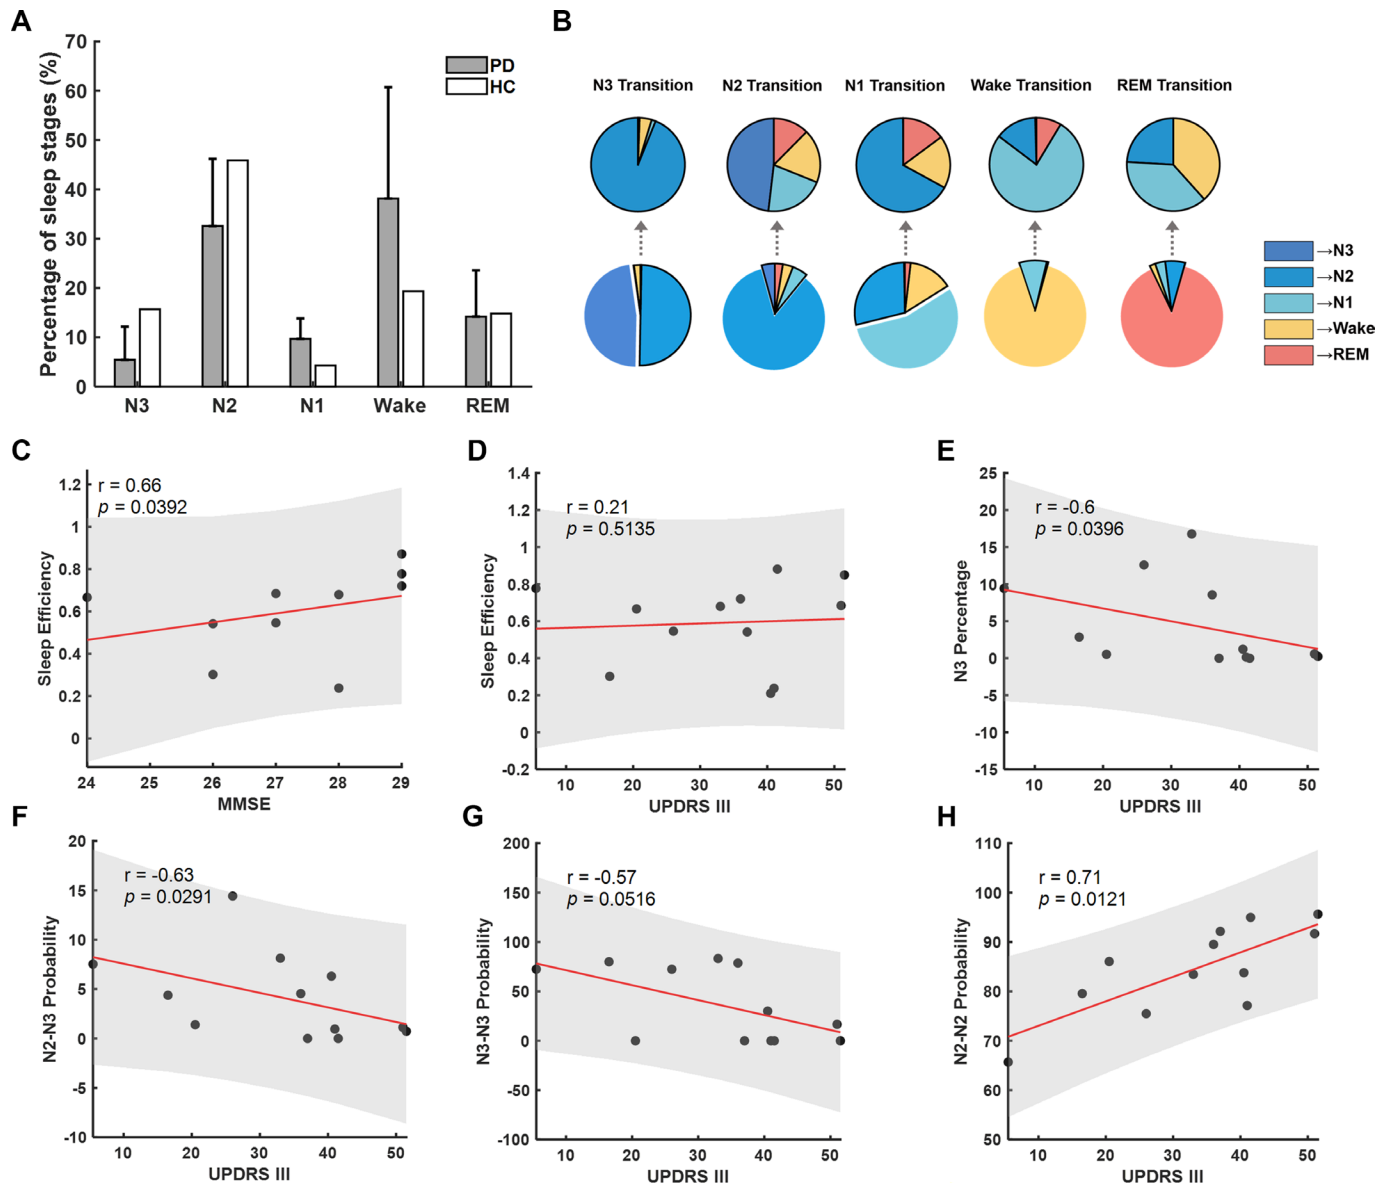 A
Percentage of sleep stages (%)
70
60
50
40
30
20
10
0
PD
HC
N3 N2 N1 Wake REM
B
N3 Transition N2 Transition N1 Transition Wake Transition REM Transition
→N3
→N2
→N1
→Wake
→REM
C
Sleep Efficiency
r = 0.66
p = 0.0392
1.2
1
0.8
0.6
0.4
0.2
0
24 25 26 27 28 29
MMSE
D
Sleep Efficiency
r = 0.21
p = 0.5135
1.4
1.2
1
0.8
0.6
0.4
0.2
0
-0.2
10 20 30 40 50
UPDRS III
E
N3 Percentage
r = -0.6
p = 0.0396
25
20
15
10
5
0
-5
-10
-15
10 20 30 40 50
UPDRS III
F
N2-N3 Probability
r = -0.63
p = 0.0291
20
15
10
5
0
-5
-10
10 20 30 40 50
UPDRS III
G
N3-N3 Probability
r = -0.57
p = 0.0516
200
150
100
50
0
-50
-100
10 20 30 40 50
UPDRS III
H
N2-N2 Probability
r = 0.71
p = 0.0121
110
100
90
80
70
60
50
10 20 30 40 50
UPDRS III